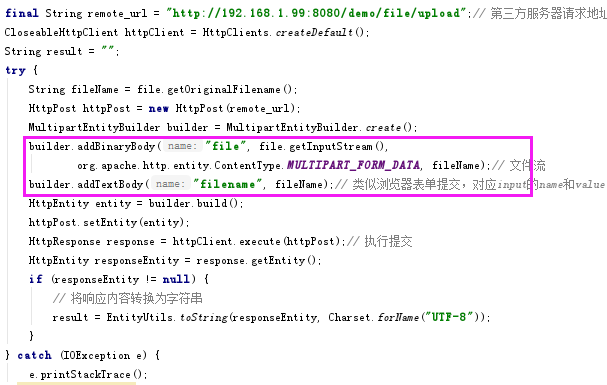 final String remote_url = "http://192.168.1.99:8080/demo/file/upload";// 第三方服务器请求地址
CloseableHttpClient httpClient = HttpClients.createDefault();
String result = "";
try {
String fileName = file.getOriginalFilename();
HttpPost httpPost = new HttpPost(remote_url);
MultipartEntityBuilder builder = MultipartEntityBuilder.create();
builder.addBinaryBody( name: "file", file.getInputStream(),
org.apache.http.entity.ContentType.MULTIPART_FORM_DATA, fileName);// 文件流
builder.addTextBody( name: "filename", fileName);// 类似浏览器表单提交，对应input的name和value
HttpEntity entity = builder.build();
httpPost.setEntity(entity);
HttpResponse response = httpClient.execute(httpPost);// 执行提交
HttpEntity responseEntity = response.getEntity();
if (responseEntity != null) {
// 将响应内容转换为字符串
result = EntityUtils.toString(responseEntity, Charset.forName("UTF-8"));
}
} catch (IOException e) {
e.printStackTrace();